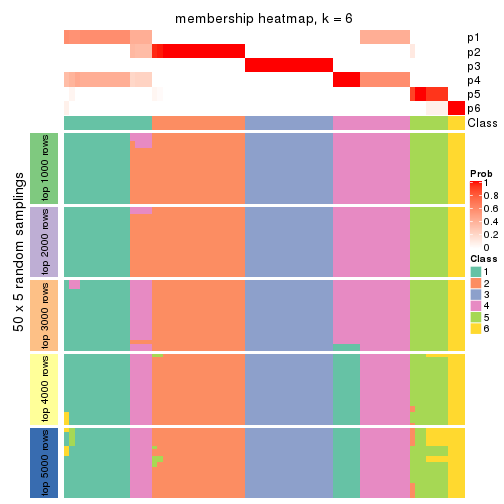 membership heatmap, k = 6
p1
p2
p3
p4
p5
p6
Class
50 x 5 random samplings
top 1000 rows
top 2000 rows
top 3000 rows
top 4000 rows
top 5000 rows
Prob
1
0.8
0.6
0.4
0.2
0
Class
1
2
3
4
5
6